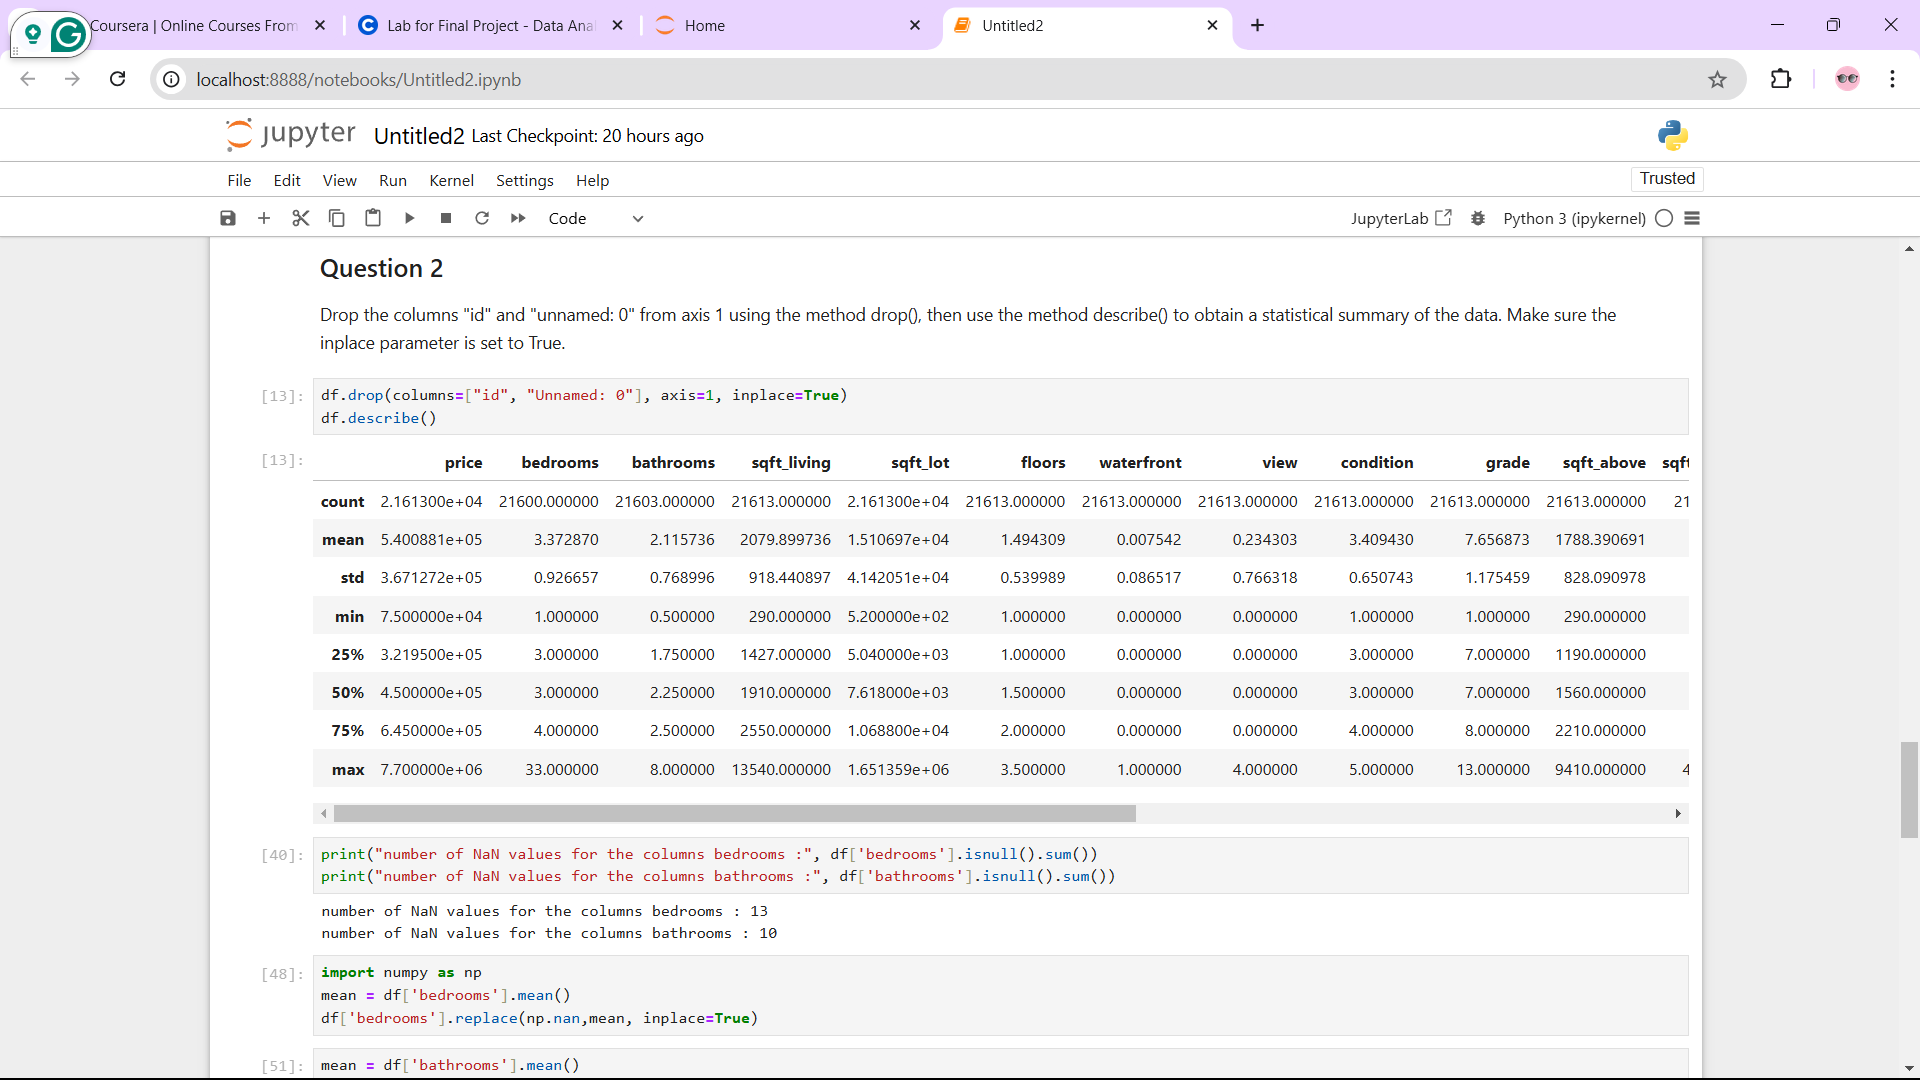 Coursera | Online Courses From
Lab for Final Project - Data Anal
Home
Untitled2
localhost:8888/notebooks/Untitled2.ipynb
jupyter Untitled2 Last Checkpoint: 20 hours ago
File Edit View Run Kernel Settings Help
Trusted
Code
JupyterLab
Python 3 (ipykernel)
Question 2
Drop the columns "id" and "unnamed: 0" from axis 1 using the method drop(), then use the method describe() to obtain a statistical summary of the data. Make sure the
inplace parameter is set to True.
[13]: df.drop(columns=["id", "Unnamed: 0"], axis=1, inplace=True)
df.describe()
[13]: price bedrooms bathrooms sqft_living sqft_lot floors waterfront view condition grade sqft_above sqft
count 2.161300e+04 21600.000000 21603.000000 21613.000000 2.161300e+04 21613.000000 21613.000000 21613.000000 21613.000000 21613.000000 21613.000000 21
mean 5.400881e+05 3.372870 2.115736 2079.899736 1.510697e+04 1.494309 0.007542 0.234303 3.409430 7.656873 1788.390691
std 3.671272e+05 0.926657 0.768996 918.440897 4.142051e+04 0.539989 0.086517 0.766318 0.650743 1.175459 828.090978
min 7.500000e+04 1.000000 0.500000 290.000000 5.200000e+02 1.000000 0.000000 0.000000 1.000000 1.000000 290.000000
25% 3.219500e+05 3.000000 1.750000 1427.000000 5.040000e+03 1.000000 0.000000 0.000000 3.000000 7.000000 1190.000000
50% 4.500000e+05 3.000000 2.250000 1910.000000 7.618000e+03 1.500000 0.000000 0.000000 3.000000 7.000000 1560.000000
75% 6.450000e+05 4.000000 2.500000 2550.000000 1.068800e+04 2.000000 0.000000 0.000000 4.000000 8.000000 2210.000000
max 7.700000e+06 33.000000 8.000000 13540.000000 1.651359e+06 3.500000 1.000000 4.000000 5.000000 13.000000 9410.000000 4
[40]: print("number of NaN values for the columns bedrooms :", df['bedrooms'].isnull().sum())
print("number of NaN values for the columns bathrooms :", df['bathrooms'].isnull().sum())
number of NaN values for the columns bedrooms : 13
number of NaN values for the columns bathrooms : 10
[48]: import numpy as np
mean = df['bedrooms'].mean()
df['bedrooms'].replace(np.nan,mean, inplace=True)
[51]: mean = df['bathrooms'].mean()